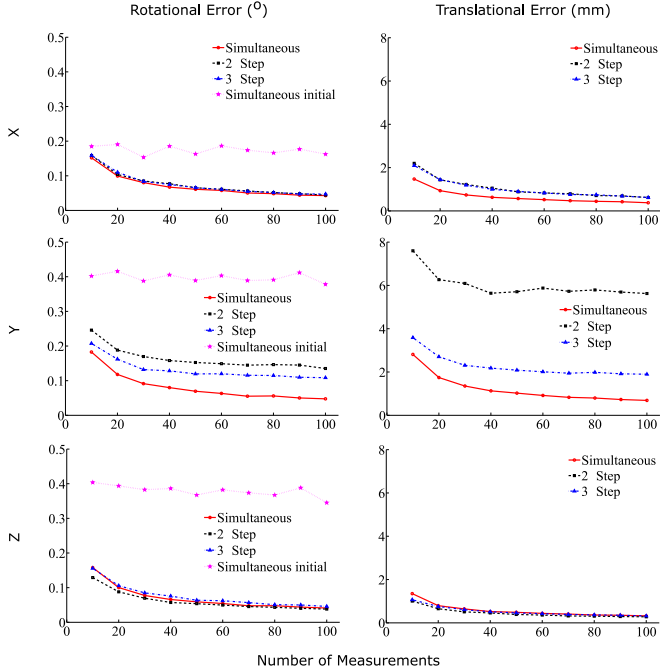 Rotational Error (°)
Translational Error (mm)
X
0.5
0.4
0.3
0.2
0.1
0
0 20 40 60 80 100
Simultaneous
2 Step
3 Step
Simultaneous initial
8
6
4
2
0
0 20 40 60 80 100
Simultaneous
2 Step
3 Step
Y
0.5
0.4
0.3
0.2
0.1
0
0 20 40 60 80 100
Simultaneous
2 Step
3 Step
Simultaneous initial
8
6
4
2
0
0 20 40 60 80 100
Simultaneous
2 Step
3 Step
Z
0.5
0.4
0.3
0.2
0.1
0
0 20 40 60 80 100
Simultaneous
2 Step
3 Step
Simultaneous initial
8
6
4
2
0
0 20 40 60 80 100
Simultaneous
2 Step
3 Step
Number of Measurements